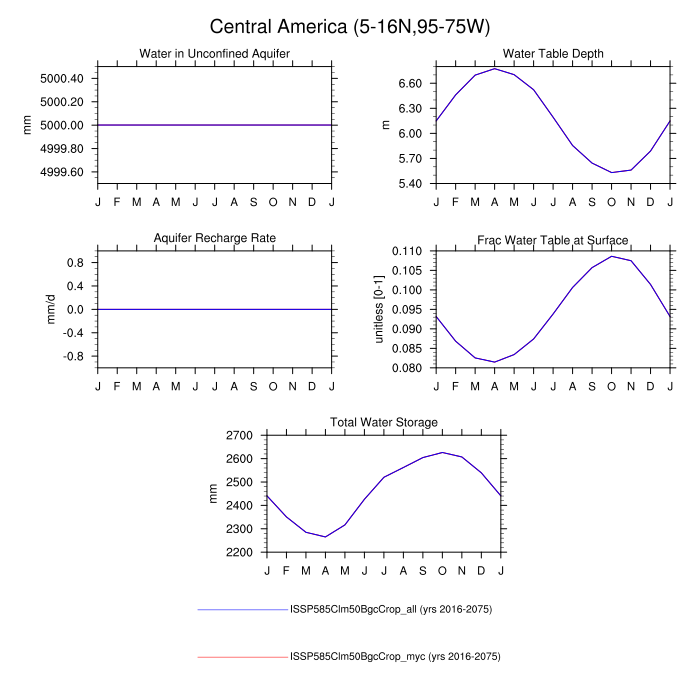 Central America (5-16N,95-75W)
Water in Unconfined Aquifer
Water Table Depth
5000.40
5000.20
5000.00
4999.80
4999.60
mm
J F M A M J J A S O N D J
6.60
6.30
6.00
5.70
5.40
m
J F M A M J J A S O N D J
Aquifer Recharge Rate
Frac Water Table at Surface
0.8
0.4
0.0
-0.4
-0.8
mm/d
J F M A M J J A S O N D J
0.110
0.105
0.100
0.095
0.090
0.085
0.080
unitless [0-1]
J F M A M J J A S O N D J
Total Water Storage
2700
2600
2500
2400
2300
2200
mm
J F M A M J J A S O N D J
ISSP585Clm50BgcCrop_all (yrs 2016-2075)
ISSP585Clm50BgcCrop_myc (yrs 2016-2075)